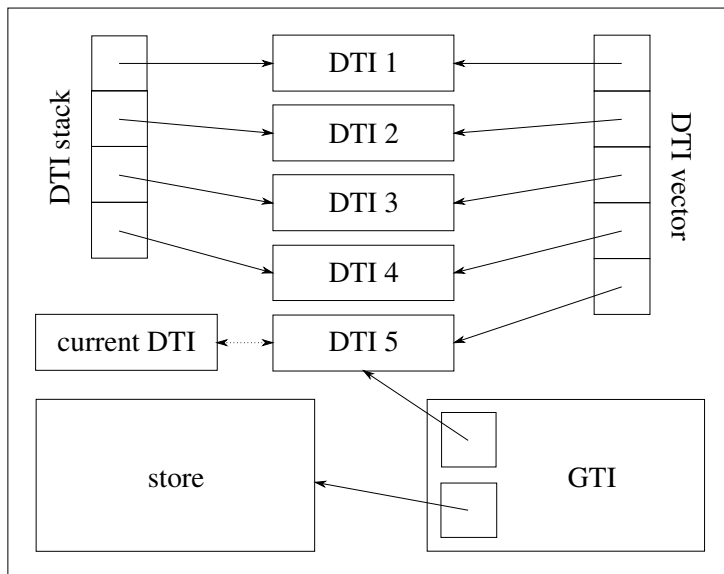 DTI stack
DTI 1
DTI 2
DTI 3
DTI 4
DTI vector
current DTI
DTI 5
store
GTI